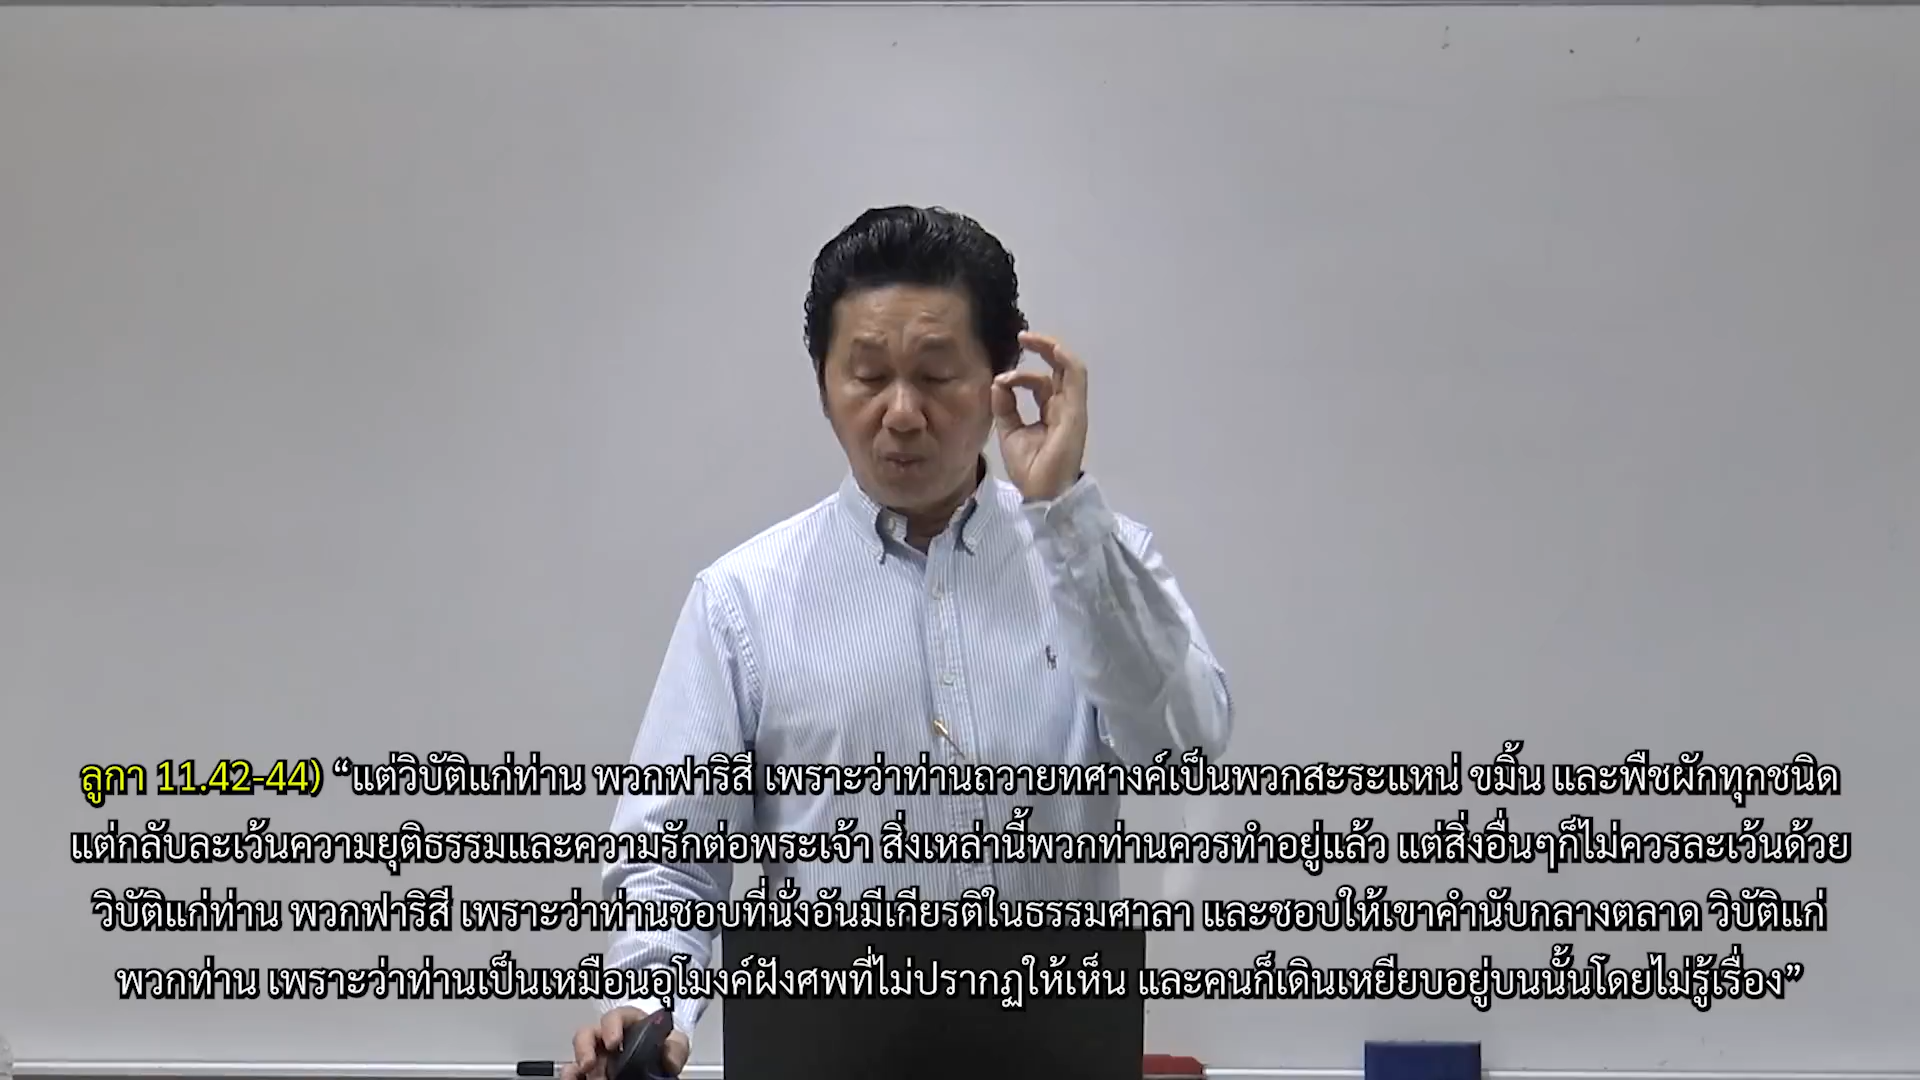 ลูกา 11.42-44) “แต่วิบัติแก่ท่าน พวกฟาริสี เพราะว่าท่านถวายทศางค์เป็นพวกสะระแหน่ ขมิ้น และพืชผักทุกชนิด
แต่กลับละเว้นความยุติธรรมและความรักต่อพระเจ้า สิ่งเหล่านี้พวกท่านควรทำอยู่แล้ว แต่สิ่งอื่นๆก็ไม่ควรละเว้นด้วย
วิบัติแก่ท่าน พวกฟาริสี เพราะว่าท่านชอบที่นั่งอันมีเกียรติในธรรมศาลา และชอบให้เขาคำนับกลางตลาด วิบัติแก่
พวกท่าน เพราะว่าท่านเป็นเหมือนอุโมงค์ฝังศพที่ไม่ปรากฏให้เห็น และคนก็เดินเหยียบอยู่บนนั้นโดยไม่รู้เรื่อง”